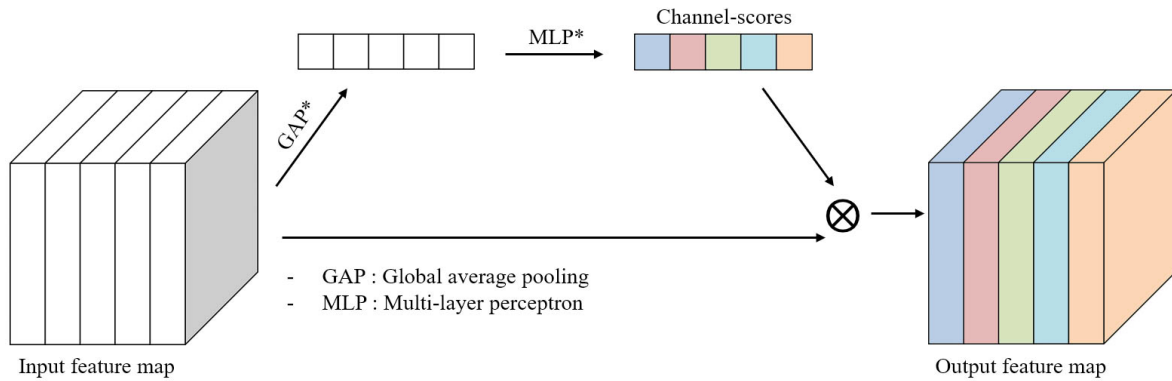 Channel-scores
MLP*
GAP*
- GAP : Global average pooling
- MLP : Multi-layer perceptron
Input feature map
Output feature map